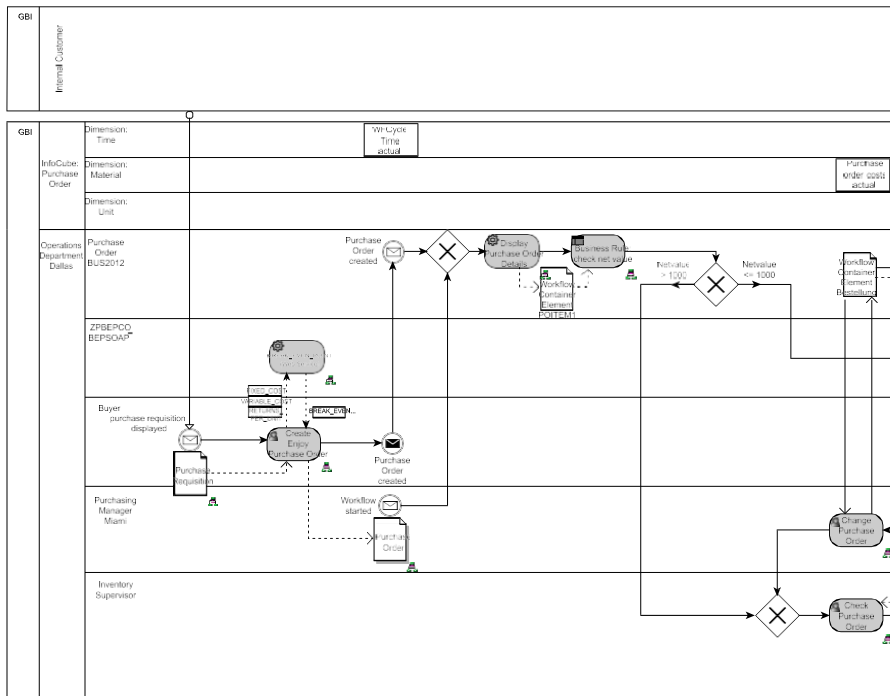 GBI
Internal Customer
GBI
Dimension:
Time
WFCycle
Time
actual
InfoCube:
Purchase
Order
Dimension:
Material
Purchase
order costs
actual
Dimension:
Unit
Operations
Department
Dallas
Purchase
Order
BUS2012
Purchase
Order
created
Display
Purchase Order
Details
Business Rule
check net value
Workflow
Container
Element
POITEM1
Netvalue
> 1000
Netvalue
<= 1000
Workflow
Container
Element
Bestellung
ZPBEPCO
BEPSOAP
FIXED_COST
VARIABLE_COST
RETURNS_
BREAK_EVEN...
Buyer
purchase requisition
displayed
Create
Enjoy
Purchase Order
Purchase
Requisition
Purchase
Order
created
Purchasing
Manager
Miami
Workflow
started
Purchase
Order
Change
Purchase
Order
Inventory
Supervisor
Check
Purchase
Order